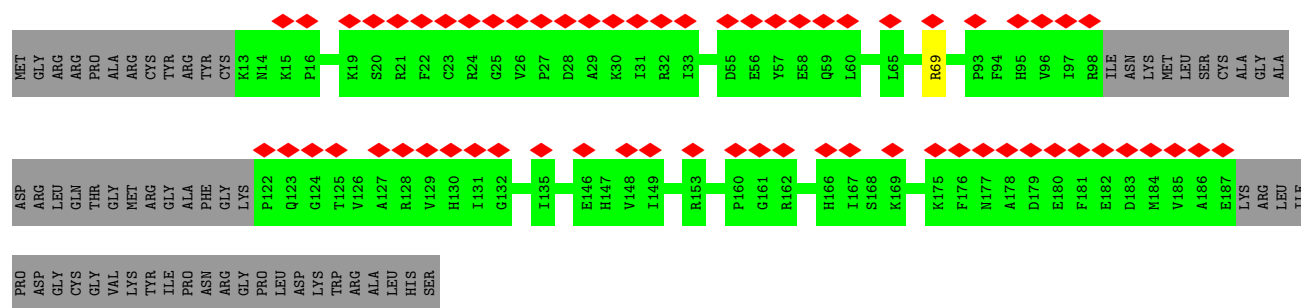 MET GLY ARG ARG PRO ALA ARG CYS TYR ARG TYR CYS K13 N14 K15 P16 K19 S20 R21 F22 C23 R24 G25 V26 P27 D28 A29 K30 I31 R32 I33 D55 E56 Y57 E58 Q59 L60 L65 R69 P93 F94 H95 V96 I97 R98 ILE ASN LYS MET LEU SER CYS ALA GLY ALA
ASP ARG LEU GLN THR GLY MET ARG GLY ALA PHE GLY LYS P122 Q123 G124 T125 V126 A127 R128 V129 H130 I131 G132 I135 E146 H147 V148 I149 R153 P160 G161 R162 H166 I167 S168 K169 K175 F176 N177 A178 D179 E180 F181 E182 D183 M184 V185 A186 E187 LYS ARG LEU ILE
PRO ASP GLY CYS GLY VAL LYS TYR ILE PRO ASN ARG GLY PRO LEU ASP LYS TRP ARG ALA LEU HIS SER